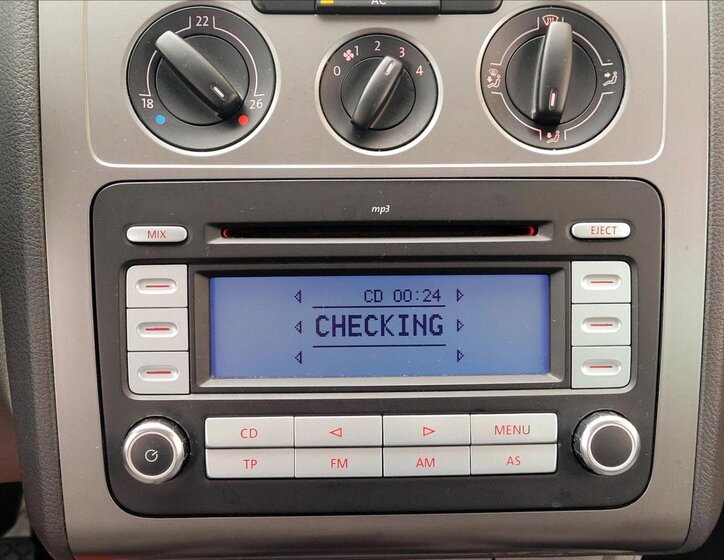 AC
22
18
26
0
1
2
3
4
mp3
MIX
EJECT
CD 00:24
CHECKING
CD
MENU
TP
FM
AM
AS